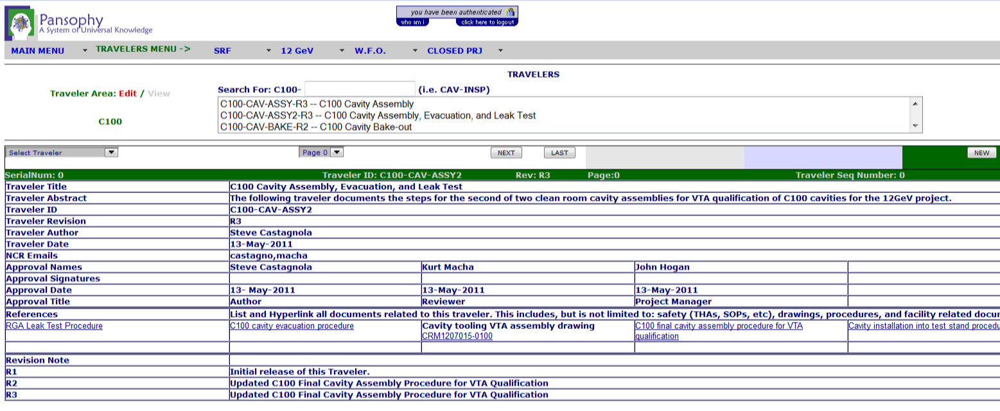 Pansophy
A System of Universal Knowledge
you have been authenticated
who am i click here to logout
MAIN MENU TRAVELERS MENU -> SRF 12 GeV W.F.O. CLOSED PRJ
TRAVELERS
Traveler Area: Edit / View
C100
Search For: C100- (i.e. CAV-INSP)
C100-CAV-ASSY-R3 -- C100 Cavity Assembly
C100-CAV-ASSY2-R3 -- C100 Cavity Assembly, Evacuation, and Leak Test
C100-CAV-BAKE-R2 -- C100 Cavity Bake-out
Select Traveler Page 0 NEXT LAST NEW
SerialNum: 0 Traveler ID: C100-CAV-ASSY2 Rev: R3 Page:0 Traveler Seq Number: 0
Traveler Title C100 Cavity Assembly, Evacuation, and Leak Test
Traveler Abstract The following traveler documents the steps for the second of two clean room cavity assemblies for VTA qualification of C100 cavities for the 12GeV project.
Traveler ID C100-CAV-ASSY2
Traveler Revision R3
Traveler Author Steve Castagnola
Traveler Date 13-May-2011
NCR Emails castagno,macha
Approval Names Steve Castagnola Kurt Macha John Hogan
Approval Signatures
Approval Date 13- May-2011 13-May-2011 13-May-2011
Approval Title Author Reviewer Project Manager
References List and Hyperlink all documents related to this traveler. This includes, but is not limited to: safety (THAs, SOPs, etc), drawings, procedures, and facility related docu
RGA Leak Test Procedure C100 cavity evacuation procedure Cavity tooling VTA assembly drawing C100 final cavity assembly procedure for VTA Cavity installation into test stand procedu
CRM1207015-0100 qualification
Revision Note
R1 Initial release of this Traveler.
R2 Updated C100 Final Cavity Assembly Procedure for VTA Qualification
R3 Updated C100 Final Cavity Assembly Procedure for VTA Qualification